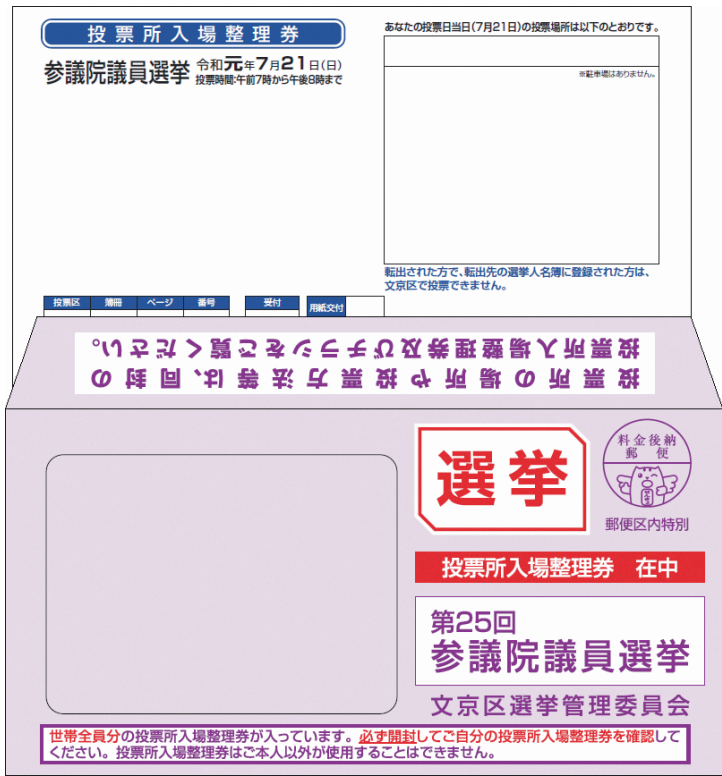 投票所入場整理券
参議院議員選挙
令和元年7月21日(日)
投票時間:午前7時から午後8時まで
あなたの投票日当日(7月21日)の投票場所は以下のとおりです。
※駐車場はありません。
転出された方で、転出先の選挙人名簿に登録された方は、
文京区で投票できません。
投票区 簿冊 ページ 番号 受付 用紙交付
投票所の場所や投票方法等は、同封の
投票所入場整理券及びチラシをご覧ください。
選挙
料金後納
郵便
郵便区内特別
投票所入場整理券 在中
第25回
参議院議員選挙
文京区選挙管理委員会
世帯全員分の投票所入場整理券が入っています。必ず開封してご自分の投票所入場整理券を確認して
ください。投票所入場整理券はご本人以外が使用することはできません。